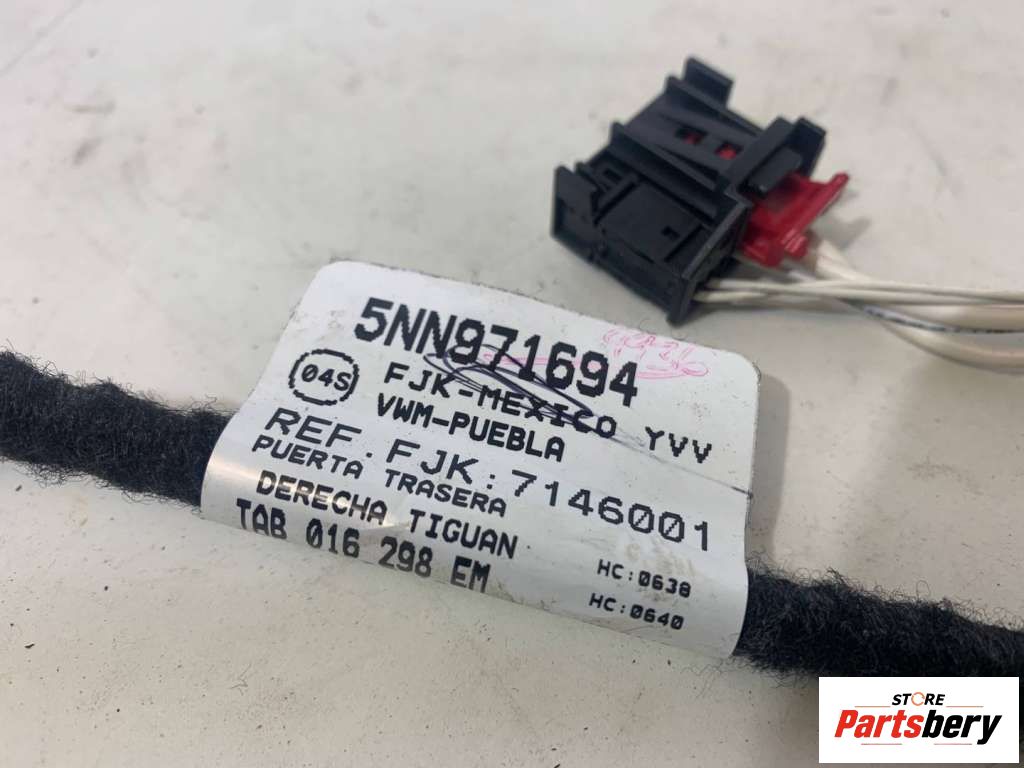 5NN971694
04S
FJK-MEXICO YVV
VWM-PUEBLA
REF. FJK: 7146001
PUERTA TRASERA
DERECHA TIGUAN
HC:0638
TAB 016 298 EM
HC:0640
STORE
Partsbery